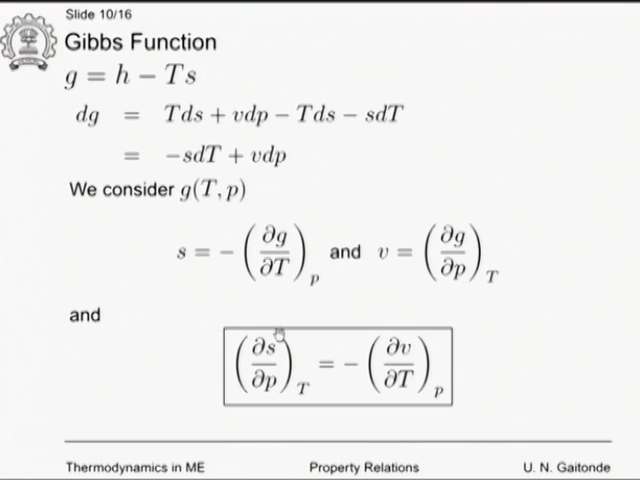 Slide 10/16
Gibbs Function
g = h − Ts
dg = Tds + vdp − Tds − sdT
= −sdT + vdp
We consider g(T, p)
s = −(∂g/∂T)_p and v = (∂g/∂p)_T
and
(∂s/∂p)_T = −(∂v/∂T)_p
Thermodynamics in ME Property Relations U. N. Gaitonde